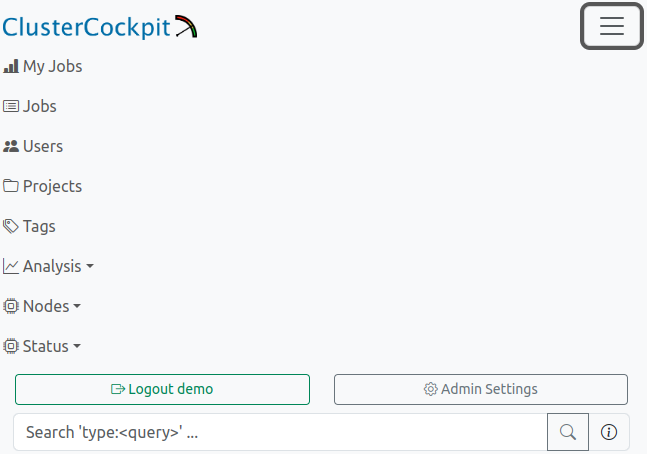 ClusterCockpit
My Jobs
Jobs
Users
Projects
Tags
Analysis
Nodes
Status
Logout demo
Admin Settings
Search 'type:<query>' ...